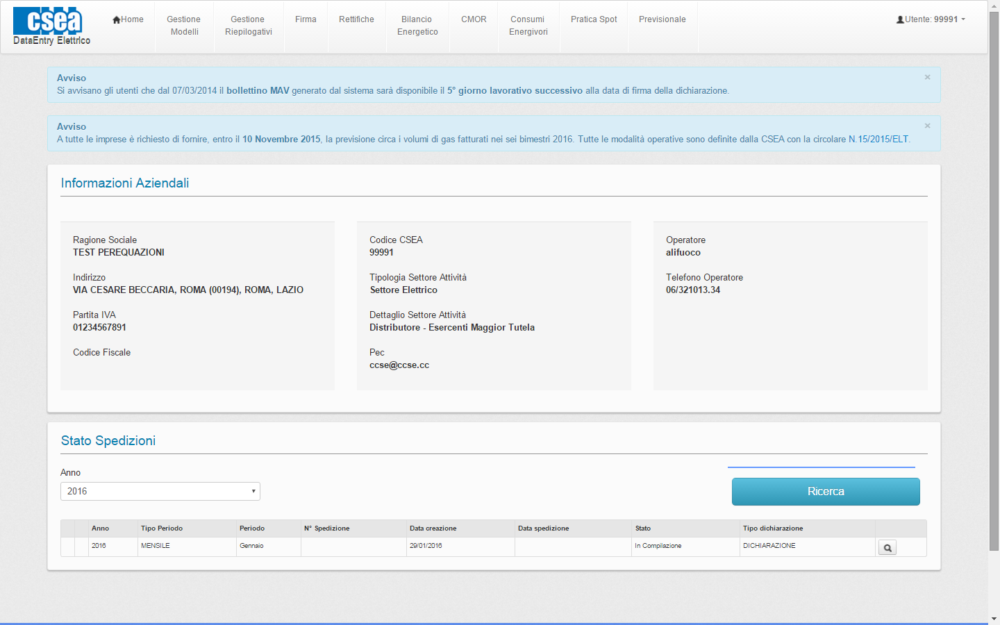 csea
DataEntry Elettrico
Home
Gestione
Modelli
Gestione
Riepilogativi
Firma
Rettifiche
Bilancio
Energetico
CMOR
Consumi
Energivori
Pratica Spot
Previsionale
Utente: 99991
Avviso
×
Si avvisano gli utenti che dal 07/03/2014 il bollettino MAV generato dal sistema sarà disponibile il 5° giorno lavorativo successivo alla data di firma della dichiarazione.
Avviso
×
A tutte le imprese è richiesto di fornire, entro il 10 Novembre 2015, la previsione circa i volumi di gas fatturati nei sei bimestri 2016. Tutte le modalità operative sono definite dalla CSEA con la circolare N.15/2015/ELT.
Informazioni Aziendali
Ragione Sociale
TEST PEREQUAZIONI
Indirizzo
VIA CESARE BECCARIA, ROMA (00194), ROMA, LAZIO
Partita IVA
01234567891
Codice Fiscale
Codice CSEA
99991
Tipologia Settore Attività
Settore Elettrico
Dettaglio Settore Attività
Distributore - Esercenti Maggior Tutela
Pec
ccse@ccse.cc
Operatore
alifuoco
Telefono Operatore
06/321013.34
Stato Spedizioni
Anno
2016
Ricerca
Anno Tipo Periodo Periodo N° Spedizione Data creazione Data spedizione Stato Tipo dichiarazione
2016 MENSILE Gennaio 29/01/2016 In Compilazione DICHIARAZIONE